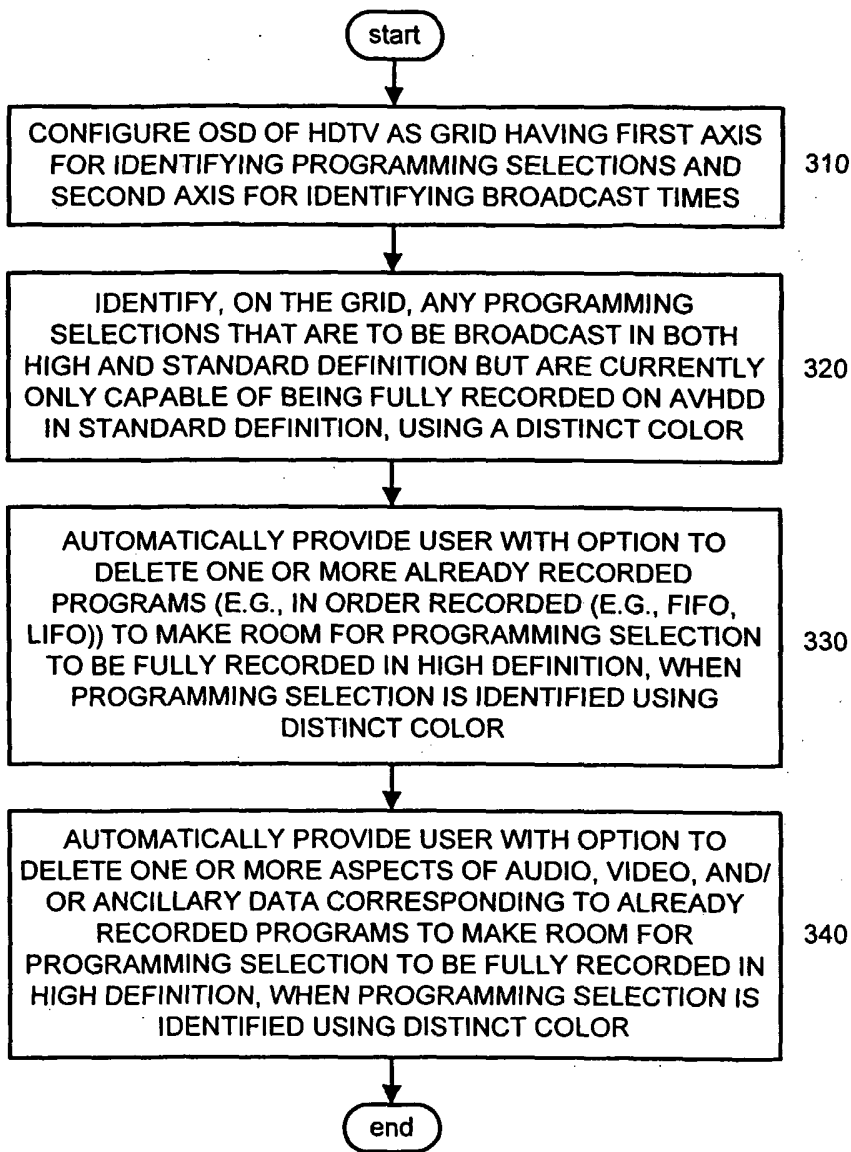 start
CONFIGURE OSD OF HDTV AS GRID HAVING FIRST AXIS
FOR IDENTIFYING PROGRAMMING SELECTIONS AND
SECOND AXIS FOR IDENTIFYING BROADCAST TIMES
310
IDENTIFY, ON THE GRID, ANY PROGRAMMING
SELECTIONS THAT ARE TO BE BROADCAST IN BOTH
HIGH AND STANDARD DEFINITION BUT ARE CURRENTLY
ONLY CAPABLE OF BEING FULLY RECORDED ON AVHDD
IN STANDARD DEFINITION, USING A DISTINCT COLOR
320
AUTOMATICALLY PROVIDE USER WITH OPTION TO
DELETE ONE OR MORE ALREADY RECORDED
PROGRAMS (E.G., IN ORDER RECORDED (E.G., FIFO,
LIFO)) TO MAKE ROOM FOR PROGRAMMING SELECTION
TO BE FULLY RECORDED IN HIGH DEFINITION, WHEN
PROGRAMMING SELECTION IS IDENTIFIED USING
DISTINCT COLOR
330
AUTOMATICALLY PROVIDE USER WITH OPTION TO
DELETE ONE OR MORE ASPECTS OF AUDIO, VIDEO, AND/
OR ANCILLARY DATA CORRESPONDING TO ALREADY
RECORDED PROGRAMS TO MAKE ROOM FOR
PROGRAMMING SELECTION TO BE FULLY RECORDED IN
HIGH DEFINITION, WHEN PROGRAMMING SELECTION IS
IDENTIFIED USING DISTINCT COLOR
340
end